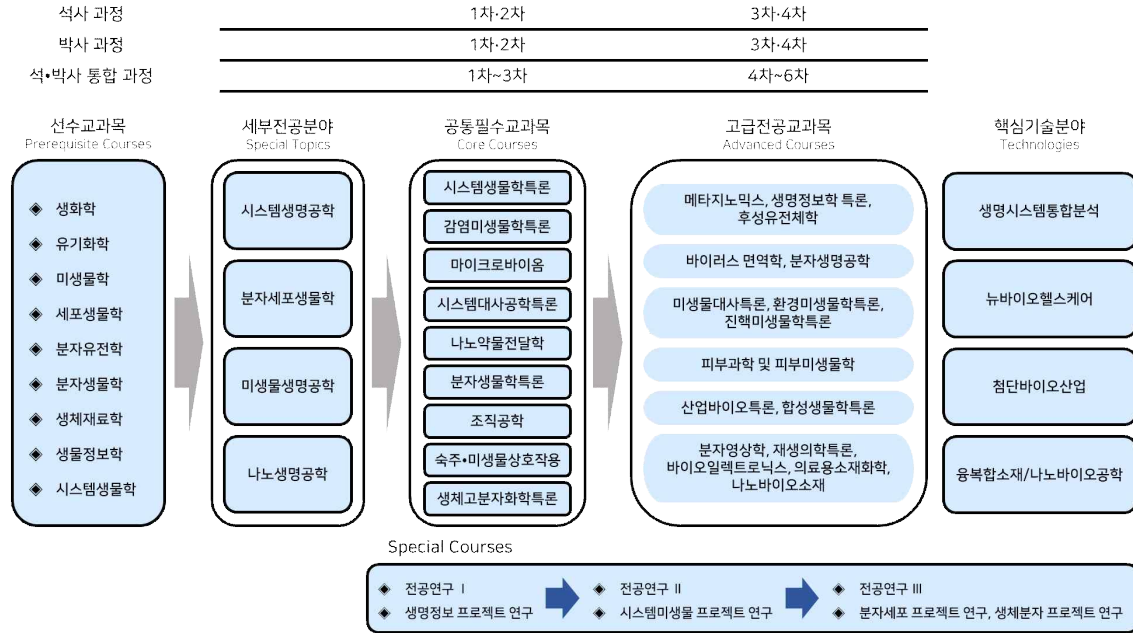 석사 과정 1차·2차 3차·4차
박사 과정 1차·2차 3차·4차
석•박사 통합 과정 1차~3차 4차~6차
선수교과목
Prerequisite Courses
◈ 생화학
◈ 유기화학
◈ 미생물학
◈ 세포생물학
◈ 분자유전학
◈ 분자생물학
◈ 생체재료학
◈ 생물정보학
◈ 시스템생물학
세부전공분야
Special Topics
시스템생명공학
분자세포생물학
미생물생명공학
나노생명공학
공통필수교과목
Core Courses
시스템생물학특론
감염미생물학특론
마이크로바이옴
시스템대사공학특론
나노약물전달학
분자생물학특론
조직공학
숙주•미생물상호작용
생체고분자화학특론
고급전공교과목
Advanced Courses
메타지노믹스, 생명정보학 특론,
후성유전체학
바이러스 면역학, 분자생명공학
미생물대사특론, 환경미생물학특론,
진핵미생물학특론
피부과학 및 피부미생물학
산업바이오특론, 합성생물학특론
분자영상학, 재생의학특론,
바이오일렉트로닉스, 의료용소재화학,
나노바이오소재
핵심기술분야
Technologies
생명시스템통합분석
뉴바이오헬스케어
첨단바이오산업
융복합소재/나노바이오공학
Special Courses
◈ 전공연구 I
◈ 생명정보 프로젝트 연구
◈ 전공연구 II
◈ 시스템미생물 프로젝트 연구
◈ 전공연구 III
◈ 분자세포 프로젝트 연구, 생체분자 프로젝트 연구